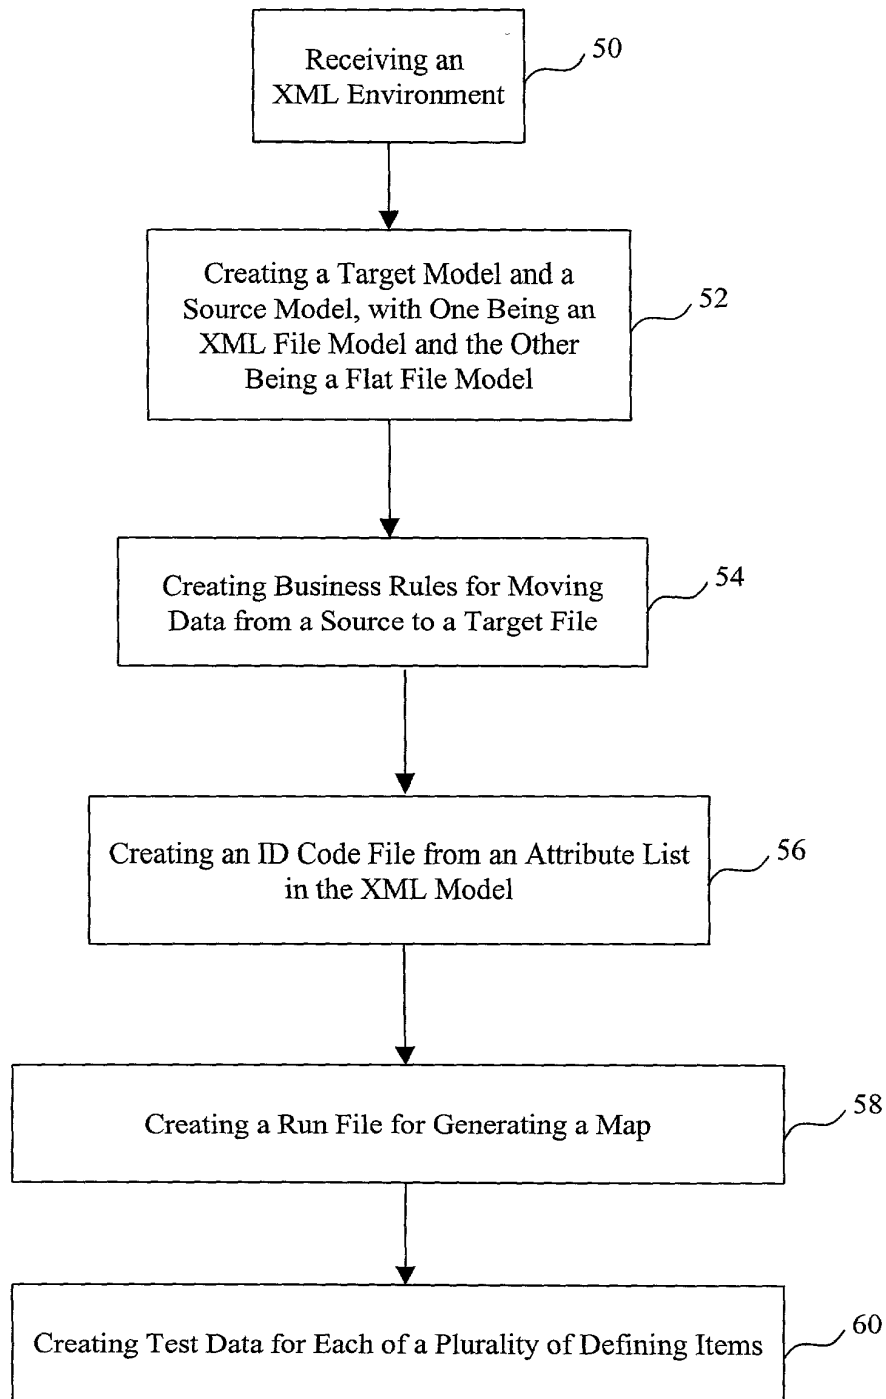 Receiving an
XML Environment
50
Creating a Target Model and a
Source Model, with One Being an
XML File Model and the Other
Being a Flat File Model
52
Creating Business Rules for Moving
Data from a Source to a Target File
54
Creating an ID Code File from an Attribute List
in the XML Model
56
Creating a Run File for Generating a Map
58
Creating Test Data for Each of a Plurality of Defining Items
60